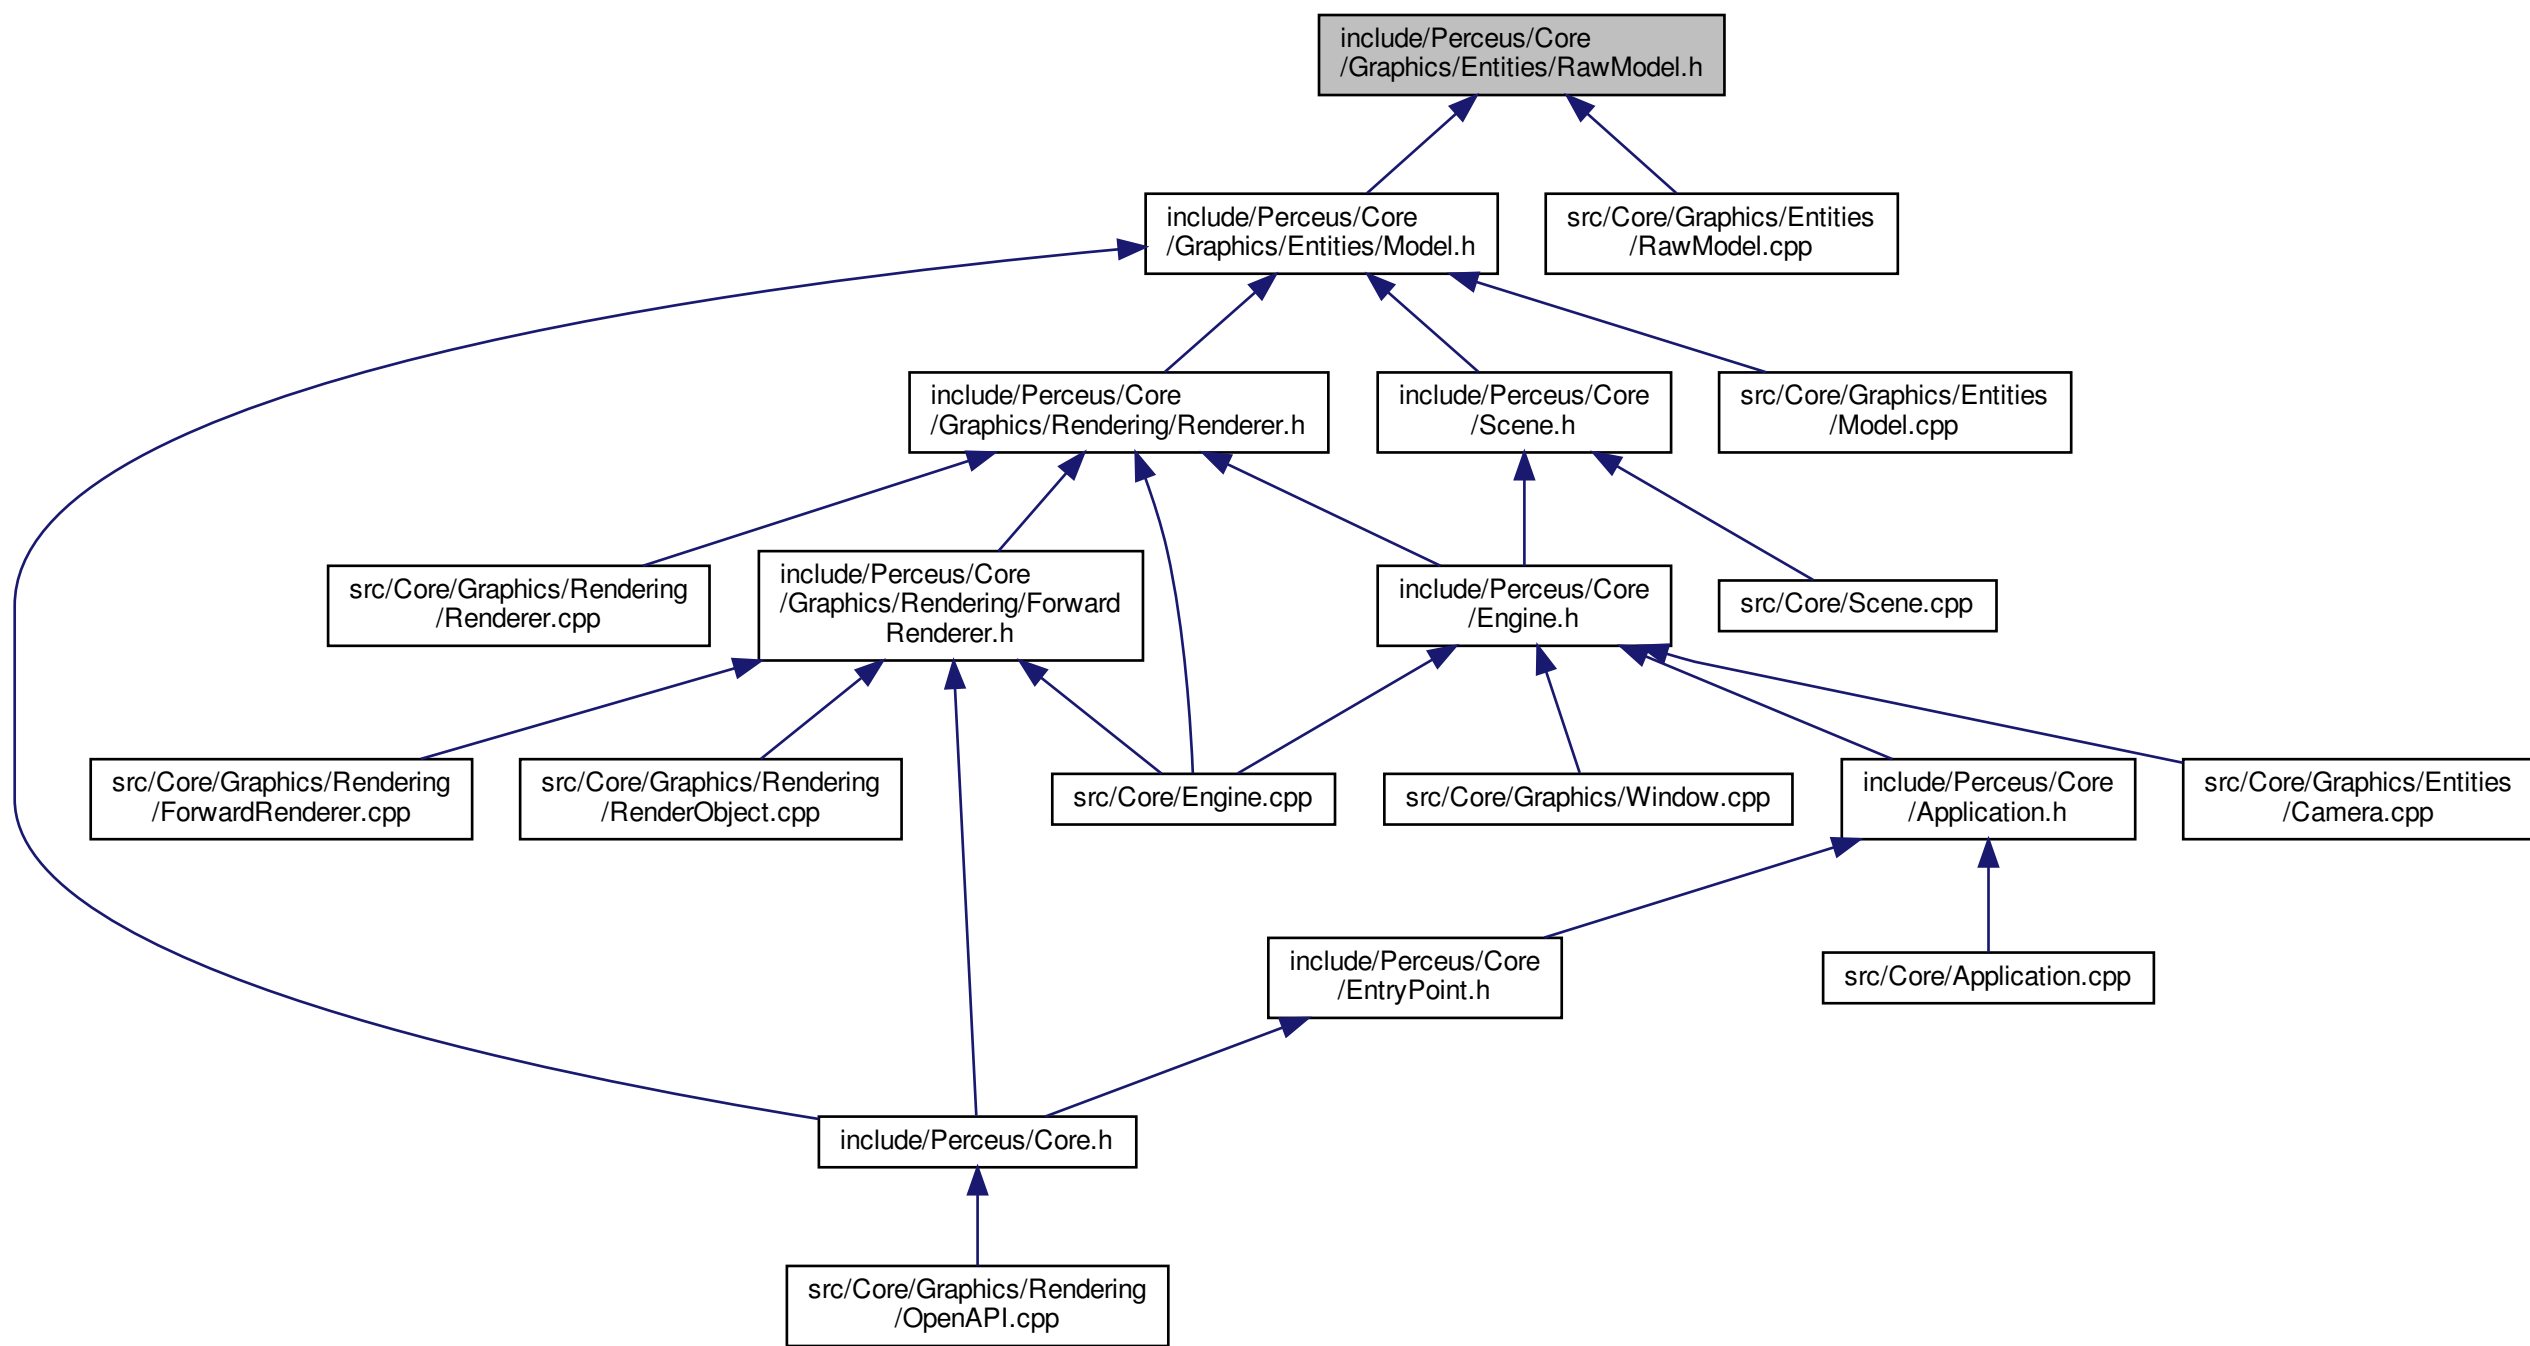 include/Perceus/Core
/Graphics/Entities/RawModel.h
include/Perceus/Core
/Graphics/Entities/Model.h
src/Core/Graphics/Entities
/RawModel.cpp
include/Perceus/Core
/Graphics/Rendering/Renderer.h
include/Perceus/Core
/Scene.h
src/Core/Graphics/Entities
/Model.cpp
src/Core/Graphics/Rendering
/Renderer.cpp
include/Perceus/Core
/Graphics/Rendering/Forward
Renderer.h
include/Perceus/Core
/Engine.h
src/Core/Scene.cpp
src/Core/Graphics/Rendering
/ForwardRenderer.cpp
src/Core/Graphics/Rendering
/RenderObject.cpp
src/Core/Engine.cpp
src/Core/Graphics/Window.cpp
include/Perceus/Core
/Application.h
src/Core/Graphics/Entities
/Camera.cpp
include/Perceus/Core
/EntryPoint.h
src/Core/Application.cpp
include/Perceus/Core.h
src/Core/Graphics/Rendering
/OpenAPI.cpp